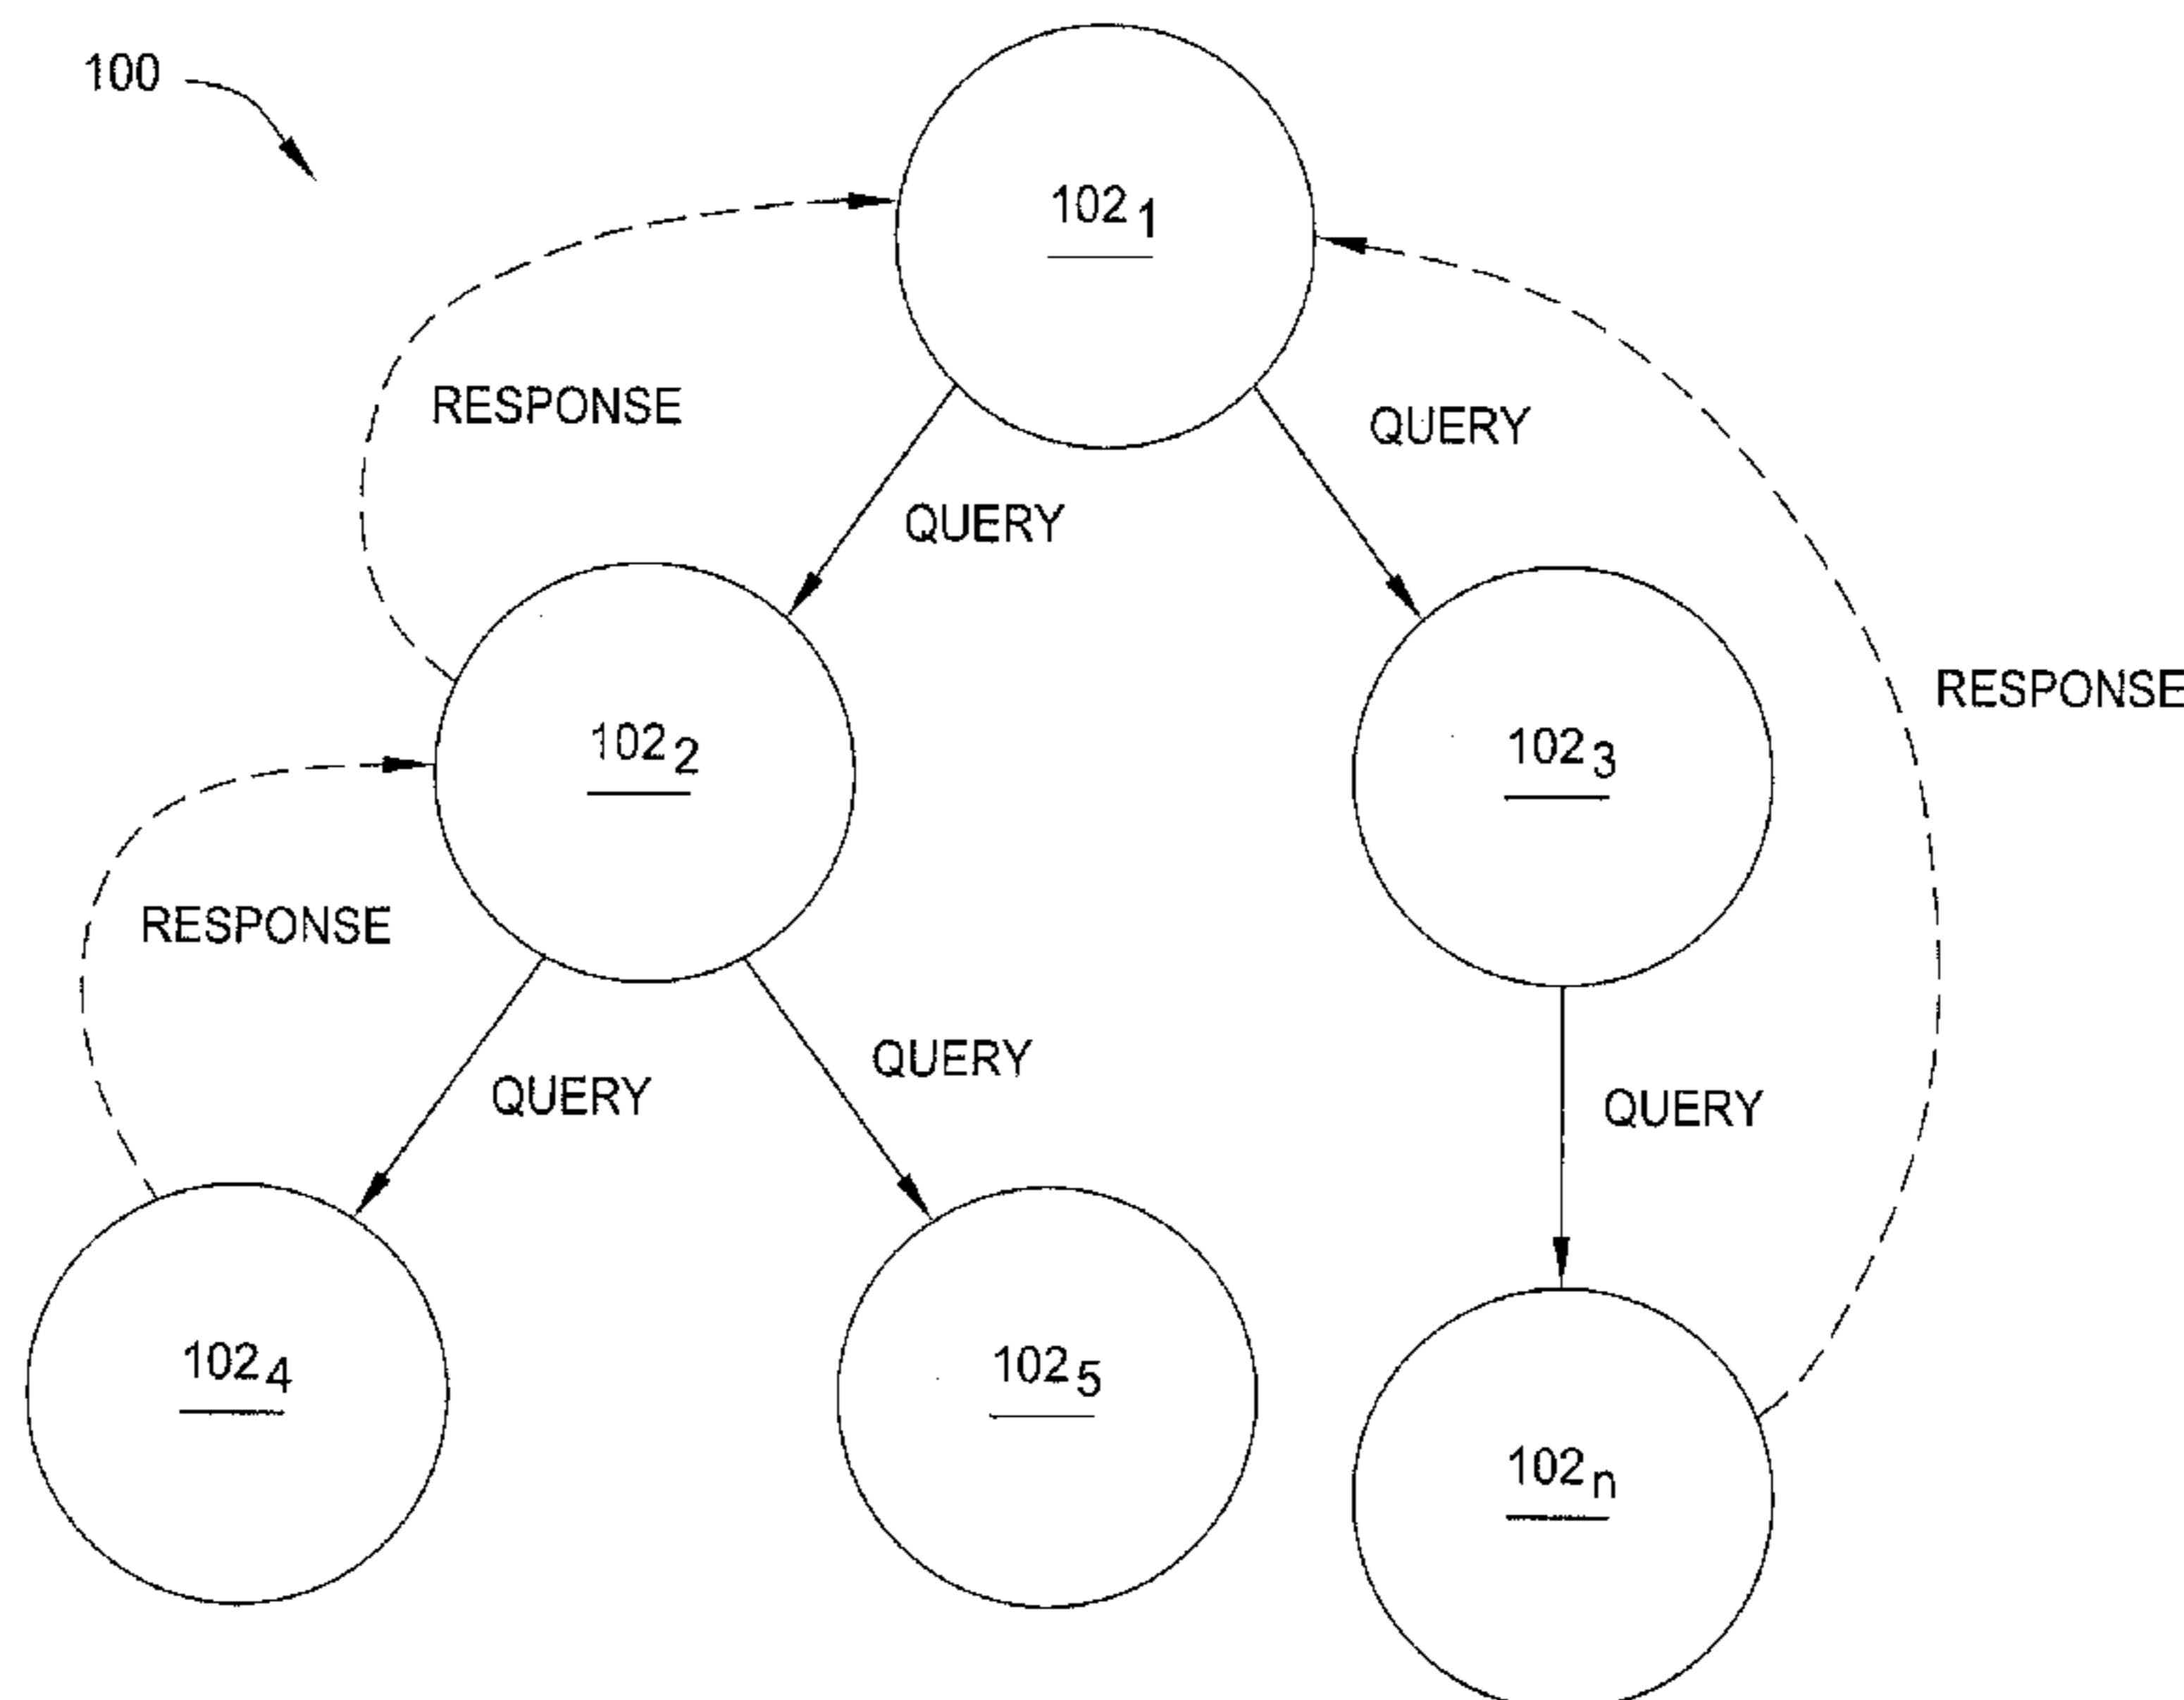 100
102₁
RESPONSE
QUERY
QUERY
RESPONSE
102₂
102₃
RESPONSE
QUERY
QUERY
QUERY
102₄
102₅
102ₙ